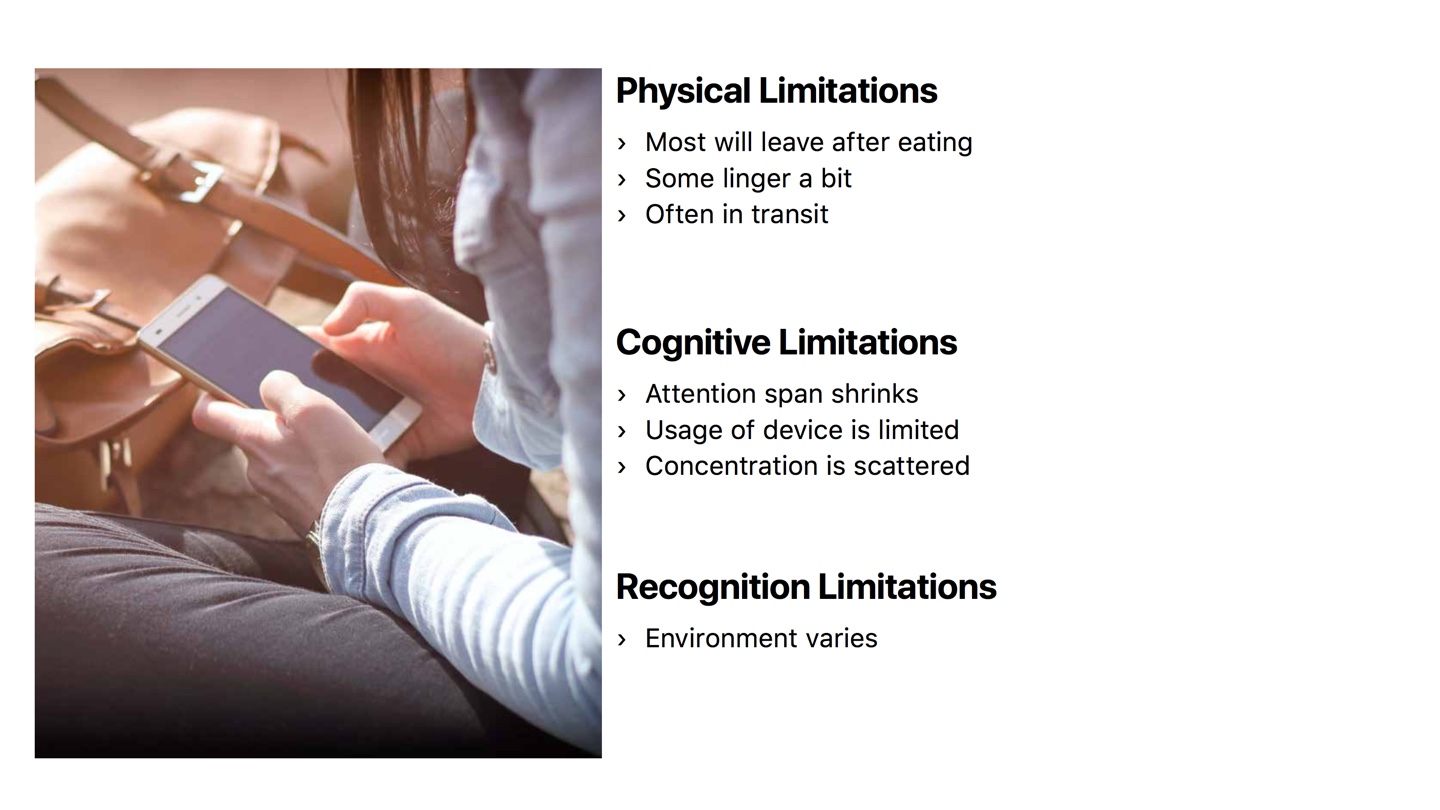 Physical Limitations
› Most will leave after eating
› Some linger a bit
› Often in transit
Cognitive Limitations
› Attention span shrinks
› Usage of device is limited
› Concentration is scattered
Recognition Limitations
› Environment varies